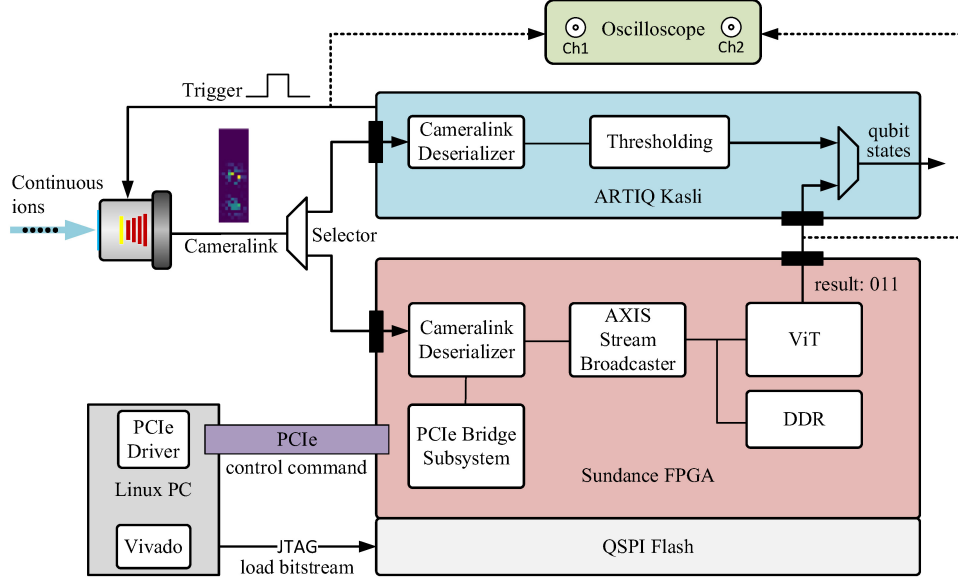 Oscilloscope
Ch1
Ch2
Trigger
Cameralink
Deserializer
Thresholding
qubit
states
ARTIQ Kasli
Continuous
ions
Cameralink
Selector
result: 011
Cameralink
Deserializer
AXIS
Stream
Broadcaster
ViT
DDR
PCIe Bridge
Subsystem
Sundance FPGA
PCIe
Driver
PCIe
control command
Linux PC
Vivado
JTAG
load bitstream
QSPI Flash